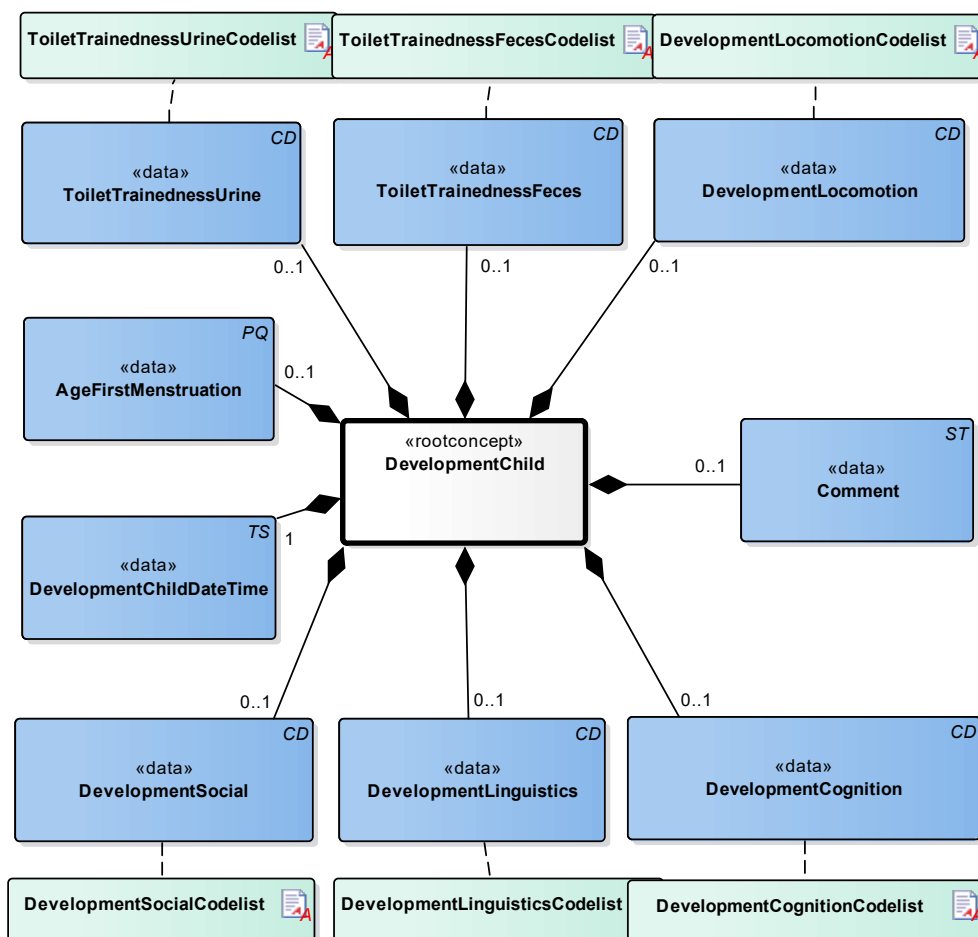 ToiletTrainednessUrineCodelist
ToiletTrainednessFecesCodelist
DevelopmentLocomotionCodelist
CD
«data»
ToiletTrainednessUrine
CD
«data»
ToiletTrainednessFeces
CD
«data»
DevelopmentLocomotion
0..1
0..1
0..1
PQ
«data»
AgeFirstMenstruation
0..1
«rootconcept»
DevelopmentChild
ST
«data»
Comment
0..1
TS
«data»
DevelopmentChildDateTime
1
0..1
0..1
0..1
CD
«data»
DevelopmentSocial
CD
«data»
DevelopmentLinguistics
CD
«data»
DevelopmentCognition
DevelopmentSocialCodelist
DevelopmentLinguisticsCodelist
DevelopmentCognitionCodelist